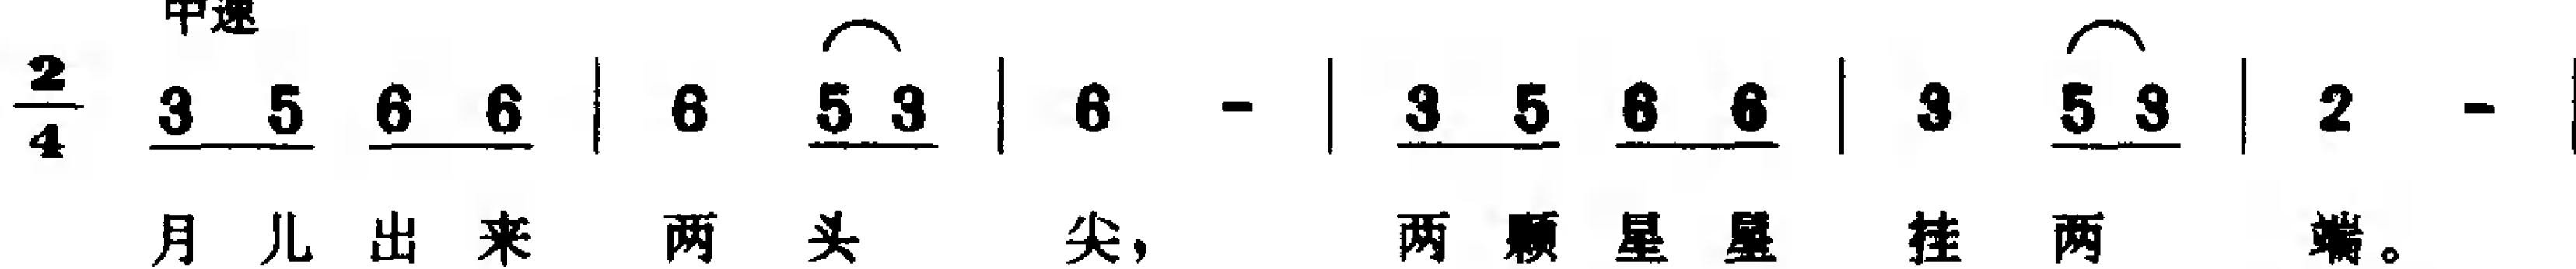 中速
2/4 3 5 6 6 | 6 5 3 | 6 - | 3 5 6 6 | 3 5 3 | 2 - |
月儿出来 两头 尖， 两颗星星 挂两 端。